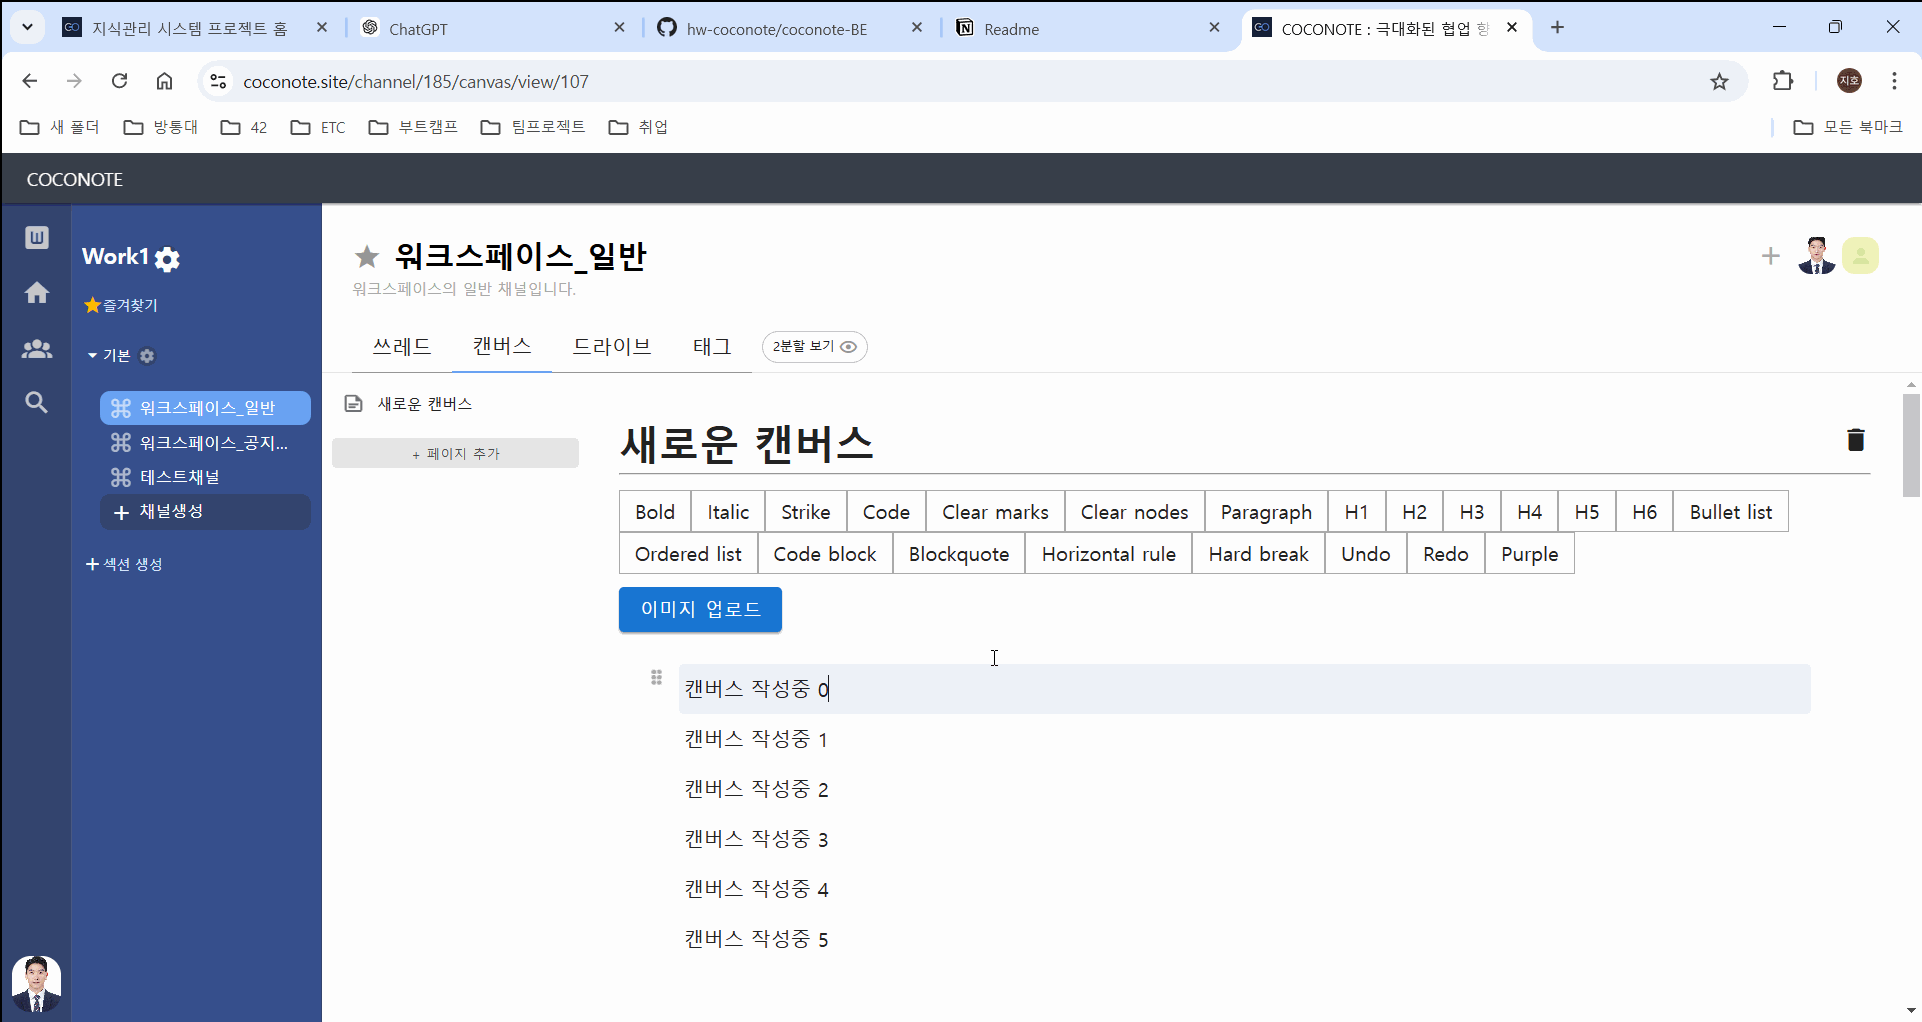 지식관리 시스템 프로젝트 홈
ChatGPT
hw-coconote/coconote-BE
Readme
COCONOTE : 극대화된 협업 향
coconote.site/channel/185/canvas/view/107
지호
새 폴더
방통대
42
ETC
부트캠프
팀프로젝트
취업
모든 북마크
COCONOTE
W
Work1
즐겨찾기
기본
워크스페이스_일반
워크스페이스_공지...
테스트채널
+ 채널생성
+ 섹션 생성
워크스페이스_일반
워크스페이스의 일반 채널입니다.
쓰레드
캔버스
드라이브
태그
2분할 보기
새로운 캔버스
+ 페이지 추가
새로운 캔버스
Bold Italic Strike Code Clear marks Clear nodes Paragraph H1 H2 H3 H4 H5 H6 Bullet list
Ordered list Code block Blockquote Horizontal rule Hard break Undo Redo Purple
이미지 업로드
캔버스 작성중 0
캔버스 작성중 1
캔버스 작성중 2
캔버스 작성중 3
캔버스 작성중 4
캔버스 작성중 5